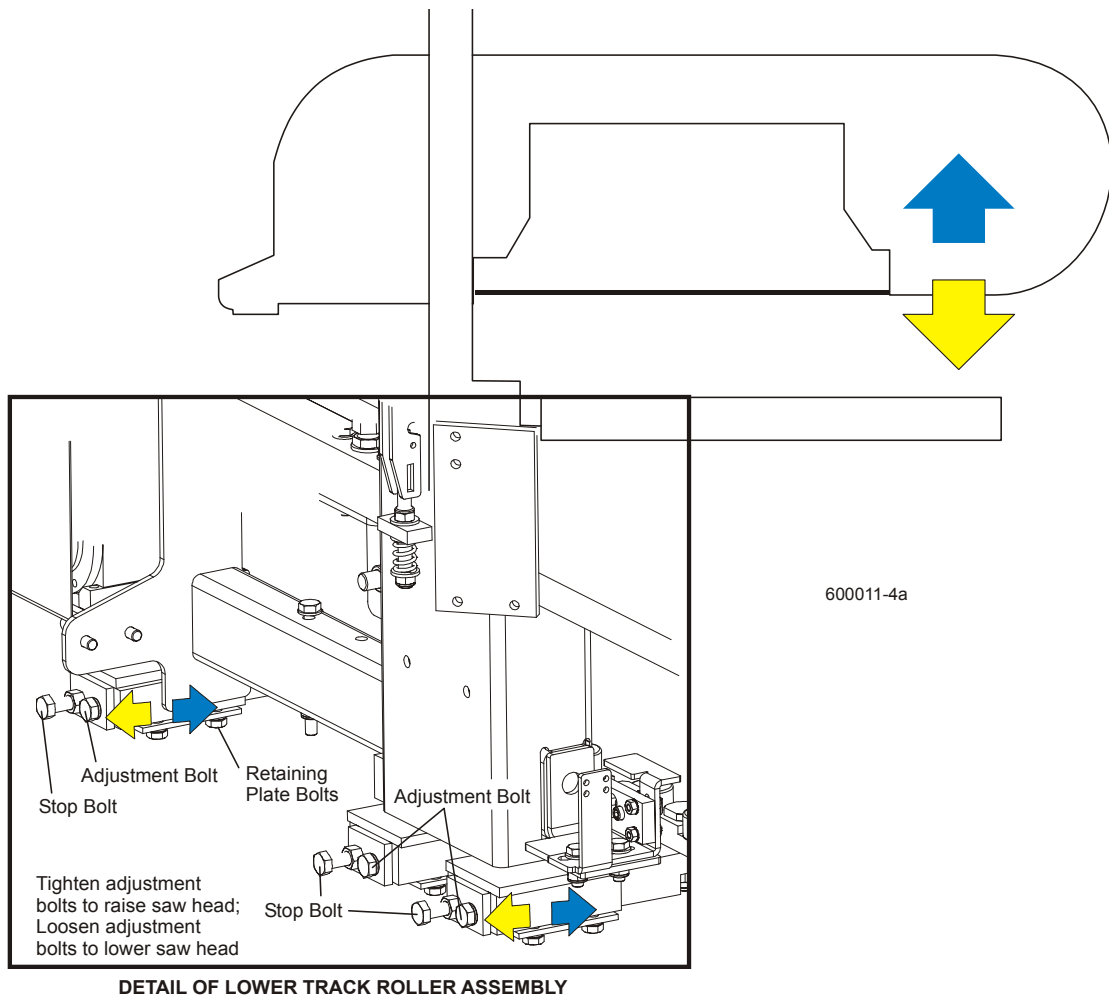 600011-4a
Adjustment Bolt
Stop Bolt
Retaining
Plate Bolts
Adjustment Bolt
Stop Bolt
Tighten adjustment
bolts to raise saw head;
Loosen adjustment
bolts to lower saw head
DETAIL OF LOWER TRACK ROLLER ASSEMBLY